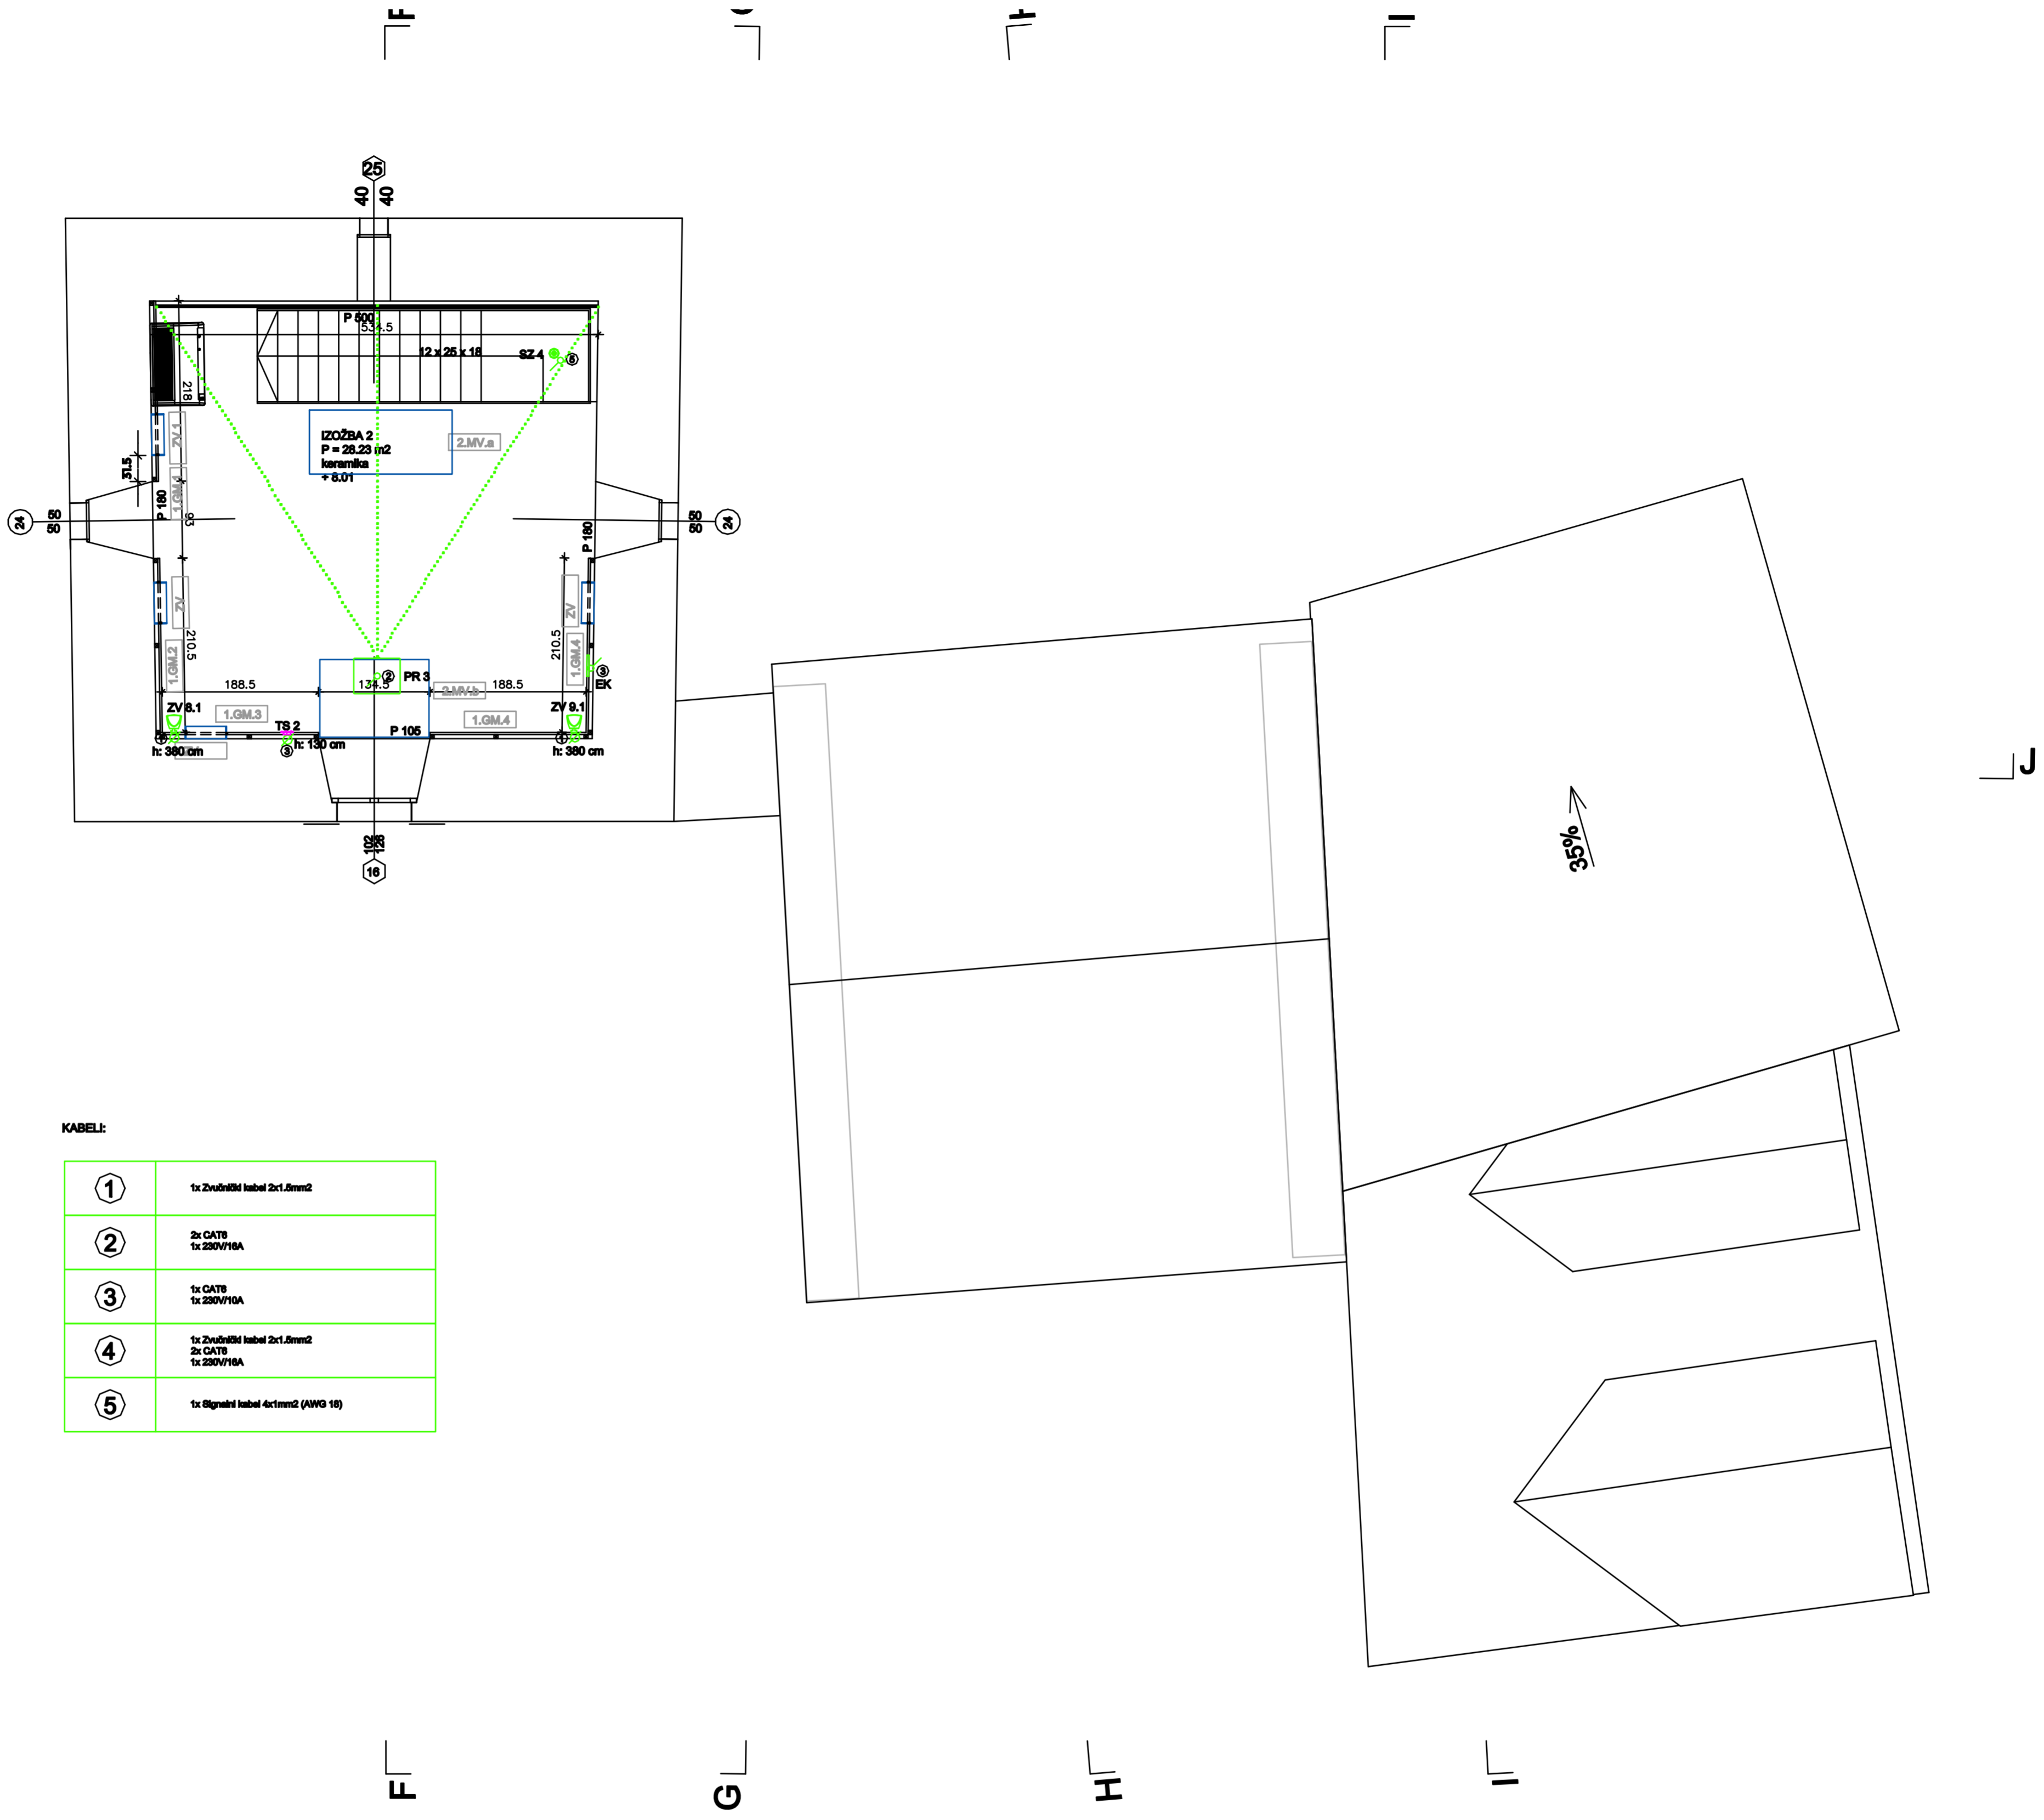 F
H
I
25
40
40
P 500
534.5
12 x 25 x 18
SZ 4
5
218
ZV.1
IZOŽBA 2
P = 28.23 m2
keramika
+ 8.01
2.MV.a
31.5
1.GM.1
P 180
93
24
50
50
P 180
50
50
24
ZV
ZV
210.5
210.5
1.GM.2
1.GM.4
2
PR 3
3
EK
188.5
134.5
2.MV.b
188.5
ZV 8.1
1.GM.3
TS 2
P 105
1.GM.4
ZV 9.1
h: 380 cm
3
h: 130 cm
h: 380 cm
102
128
16
J
35%
KABELI:
1
1x Zvučnički kabel 2x1.5mm2
2
2x CAT6
1x 230V/16A
3
1x CAT6
1x 230V/10A
4
1x Zvučnički kabel 2x1.5mm2
2x CAT6
1x 230V/16A
5
1x Signalni kabel 4x1mm2 (AWG 18)
F
G
H
I